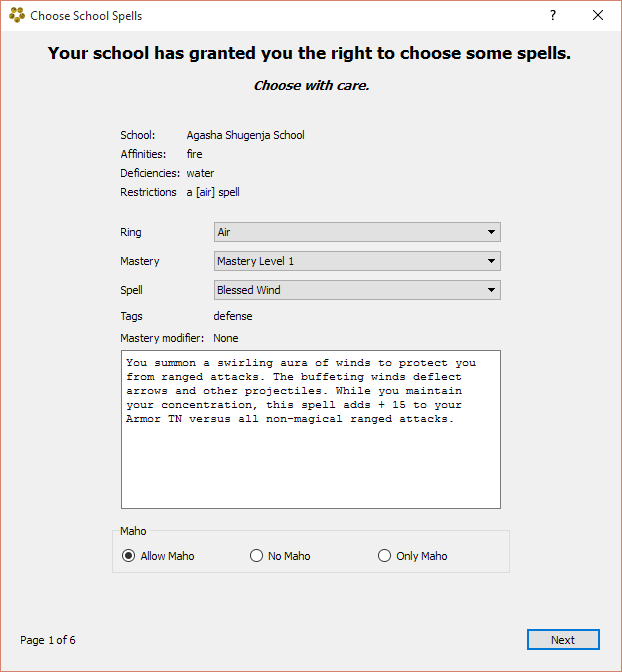 Choose School Spells
?
Your school has granted you the right to choose some spells.
Choose with care.
School: Agasha Shugenja School
Affinities: fire
Deficiencies: water
Restrictions a [air] spell
Ring Air
Mastery Mastery Level 1
Spell Blessed Wind
Tags defense
Mastery modifier: None
You summon a swirling aura of winds to protect you
from ranged attacks. The buffeting winds deflect
arrows and other projectiles. While you maintain
your concentration, this spell adds + 15 to your
Armor TN versus all non-magical ranged attacks.
Maho
Allow Maho No Maho Only Maho
Page 1 of 6 Next